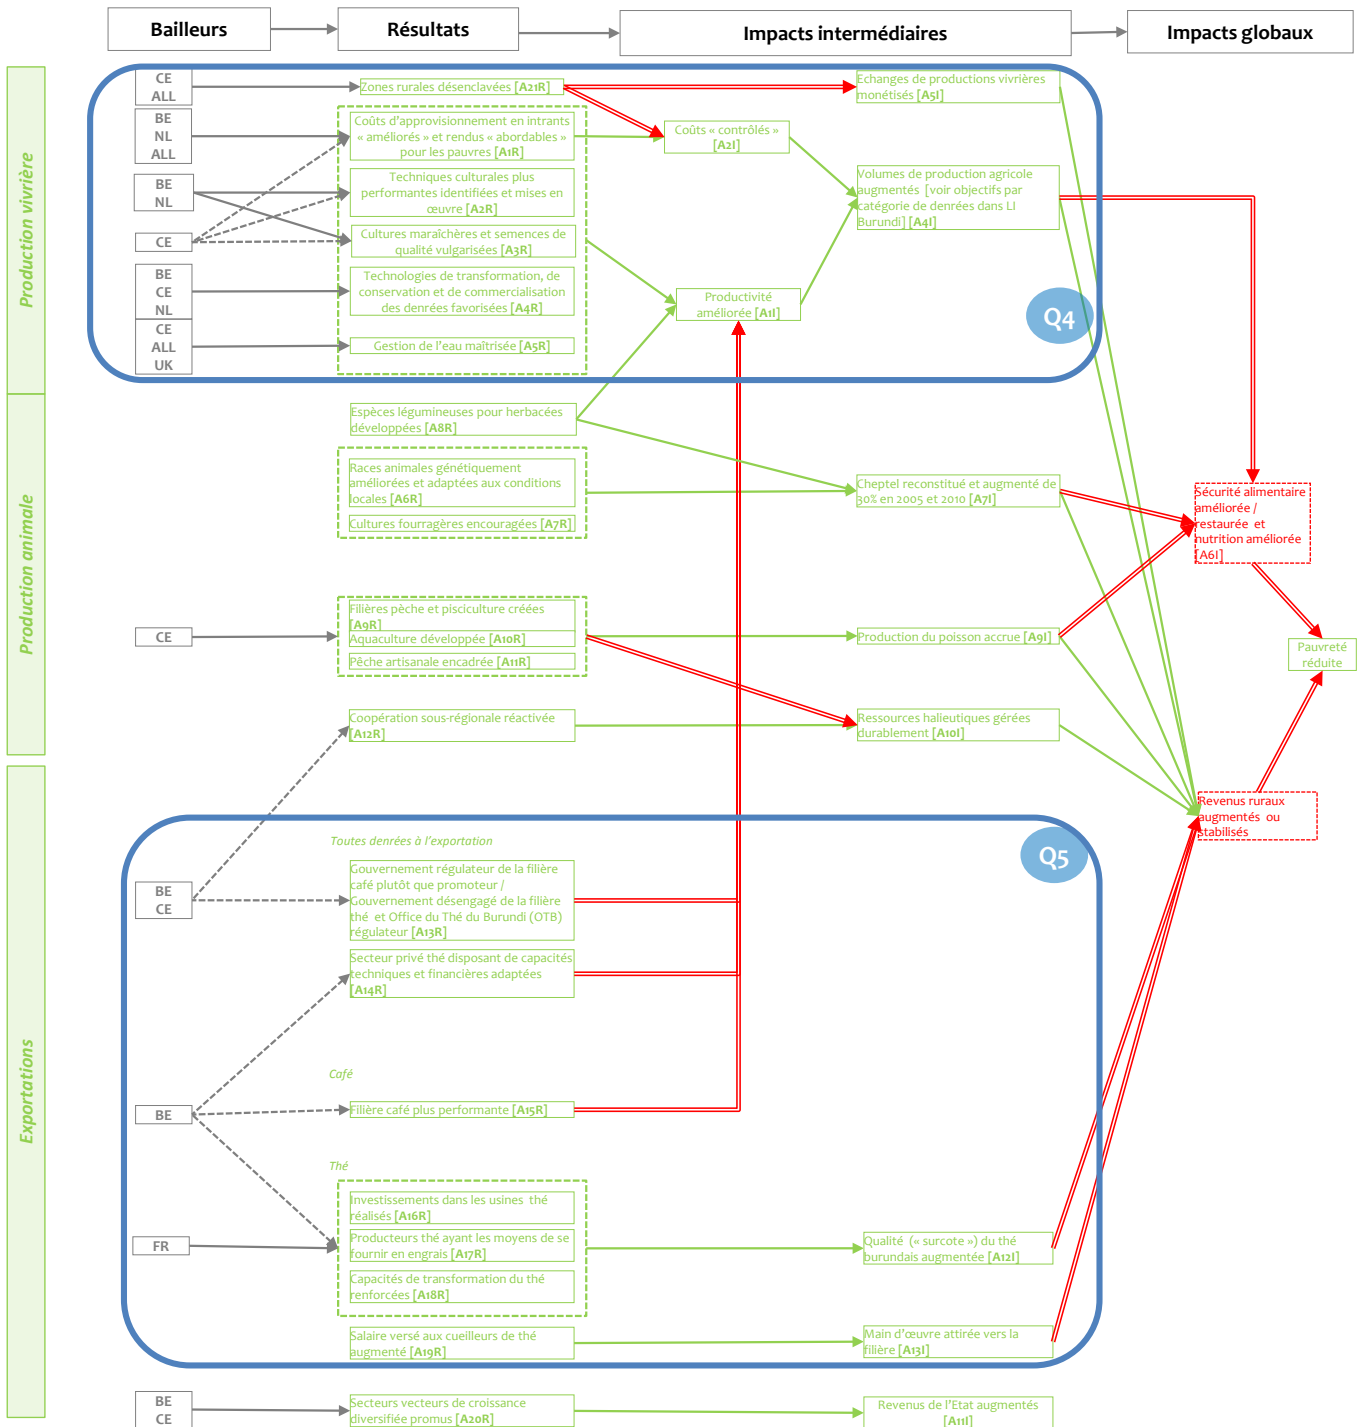 Bailleurs
Résultats
Impacts intermédiaires
Impacts globaux
Production vivrière
CE
ALL
Zones rurales désenclavées [A21R]
Echanges de productions vivrières
monétisés [A5I]
BE
NL
ALL
Coûts d'approvisionnement en intrants
« améliorés » et rendus « abordables »
pour les pauvres [A1R]
Coûts « contrôlés »
[A2I]
BE
NL
Techniques culturales plus
performantes identifiées et mises en
œuvre [A2R]
Volumes de production agricole
augmentés [voir objectifs par
catégorie de denrées dans LI
Burundi] [A4I]
CE
Cultures maraîchères et semences de
qualité vulgarisées [A3R]
BE
CE
NL
Technologies de transformation, de
conservation et de commercialisation
des denrées favorisées [A4R]
Productivité
améliorée [A1I]
Q4
CE
ALL
UK
Gestion de l'eau maîtrisée [A5R]
Production animale
Espèces légumineuses pour herbacées
développées [A8R]
Races animales génétiquement
améliorées et adaptées aux conditions
locales [A6R]
Cultures fourragères encouragées [A7R]
Cheptel reconstitué et augmenté de
30% en 2005 et 2010 [A7I]
Sécurité alimentaire
améliorée /
restaurée et
nutrition améliorée
[A6I]
CE
Filières pèche et pisciculture créées
[A9R]
Aquaculture développée [A10R]
Pêche artisanale encadrée [A11R]
Production du poisson accrue [A9I]
Pauvreté
réduite
Coopération sous-régionale réactivée
[A12R]
Ressources halieutiques gérées
durablement [A10I]
Revenus ruraux
augmentés ou
stabilisés
Exportations
Toutes denrées à l'exportation
Q5
BE
CE
Gouvernement régulateur de la filière
café plutôt que promoteur /
Gouvernement désengagé de la filière
thé et Office du Thé du Burundi (OTB)
régulateur [A13R]
Secteur privé thé disposant de capacités
techniques et financières adaptées
[A14R]
Café
BE
Filière café plus performante [A15R]
Thé
Investissements dans les usines thé
réalisés [A16R]
FR
Producteurs thé ayant les moyens de se
fournir en engrais [A17R]
Qualité (« surcote ») du thé
burundais augmentée [A12I]
Capacités de transformation du thé
renforcées [A18R]
Salaire versé aux cueilleurs de thé
augmenté [A19R]
Main d'œuvre attirée vers la
filière [A13I]
BE
CE
Secteurs vecteurs de croissance
diversifiée promus [A20R]
Revenus de l'Etat augmentés
[A11I]